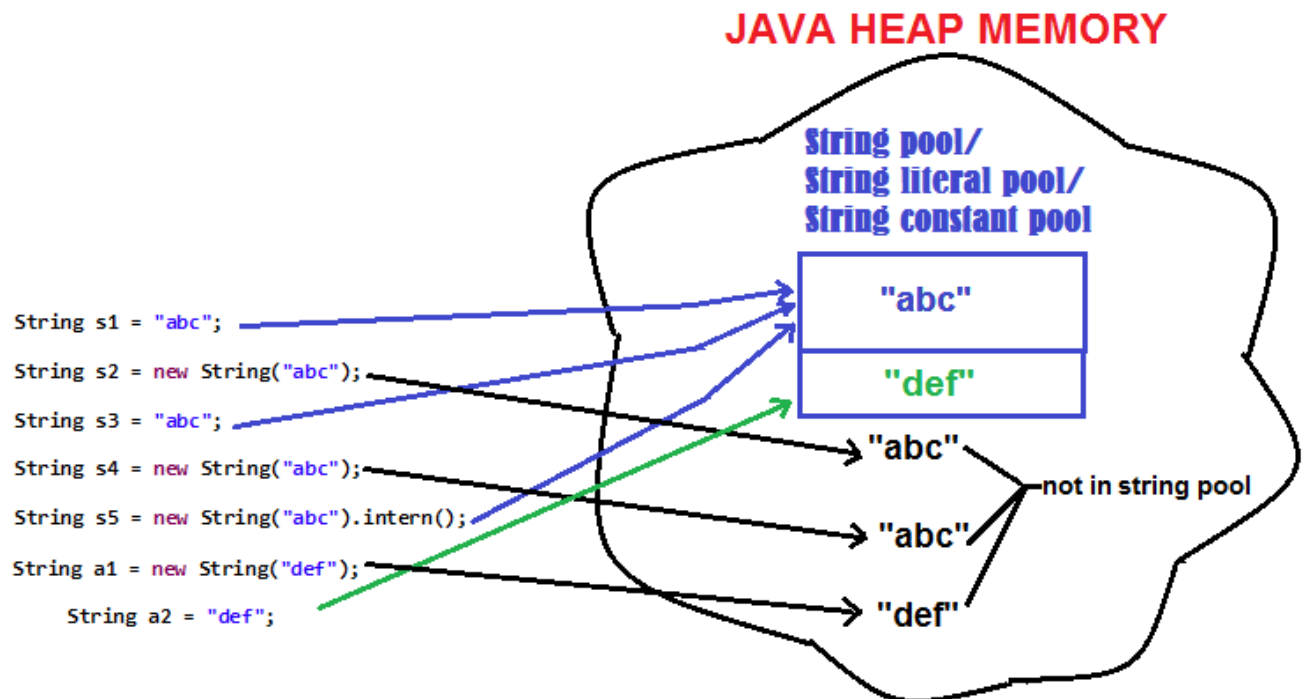 JAVA HEAP MEMORY
String pool/
String literal pool/
String constant pool
"abc"
"def"
String s1 = "abc";
String s2 = new String("abc");
String s3 = "abc";
String s4 = new String("abc");
String s5 = new String("abc").intern();
String a1 = new String("def");
String a2 = "def";
"abc"
"abc"
"def"
not in string pool